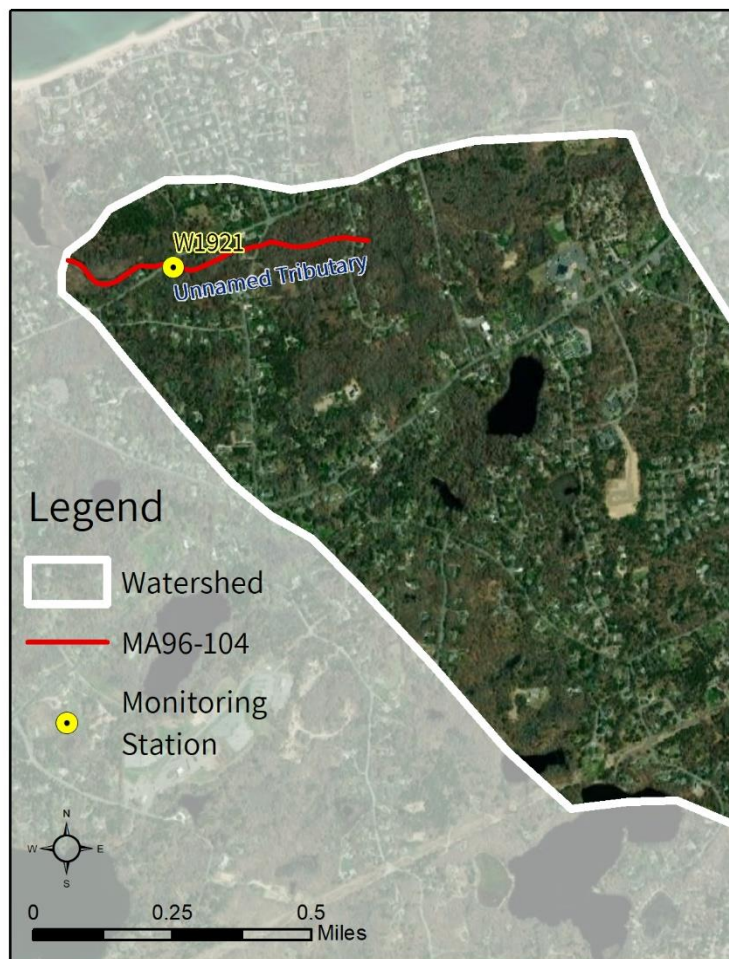 W1921
Unnamed Tributary
Legend
Watershed
MA96-104
Monitoring
Station
N
W E
S
0 0.25 0.5
Miles